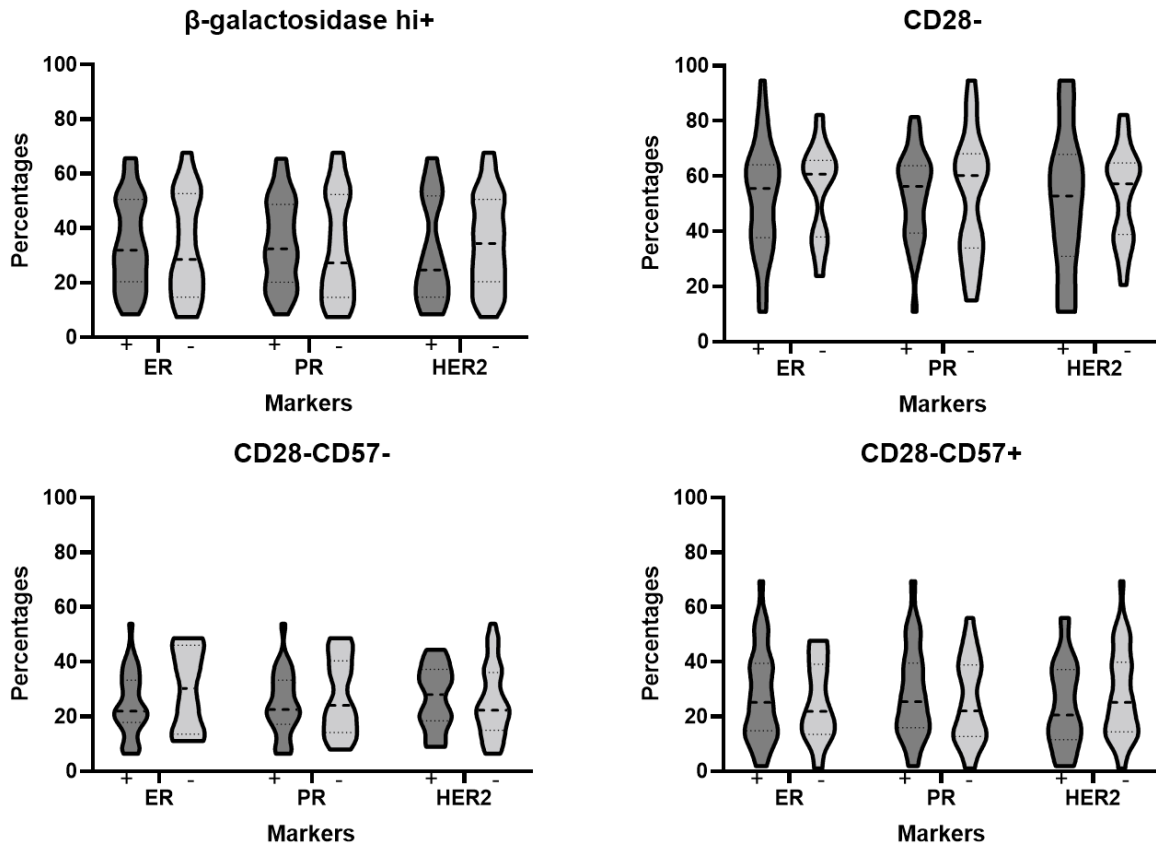 β-galactosidase hi+
Percentages
100
80
60
40
20
0
+ - + - + -
ER PR HER2
Markers
CD28-
Percentages
100
80
60
40
20
0
+ - + - + -
ER PR HER2
Markers
CD28-CD57-
Percentages
100
80
60
40
20
0
+ - + - + -
ER PR HER2
Markers
CD28-CD57+
Percentages
100
80
60
40
20
0
+ - + - + -
ER PR HER2
Markers